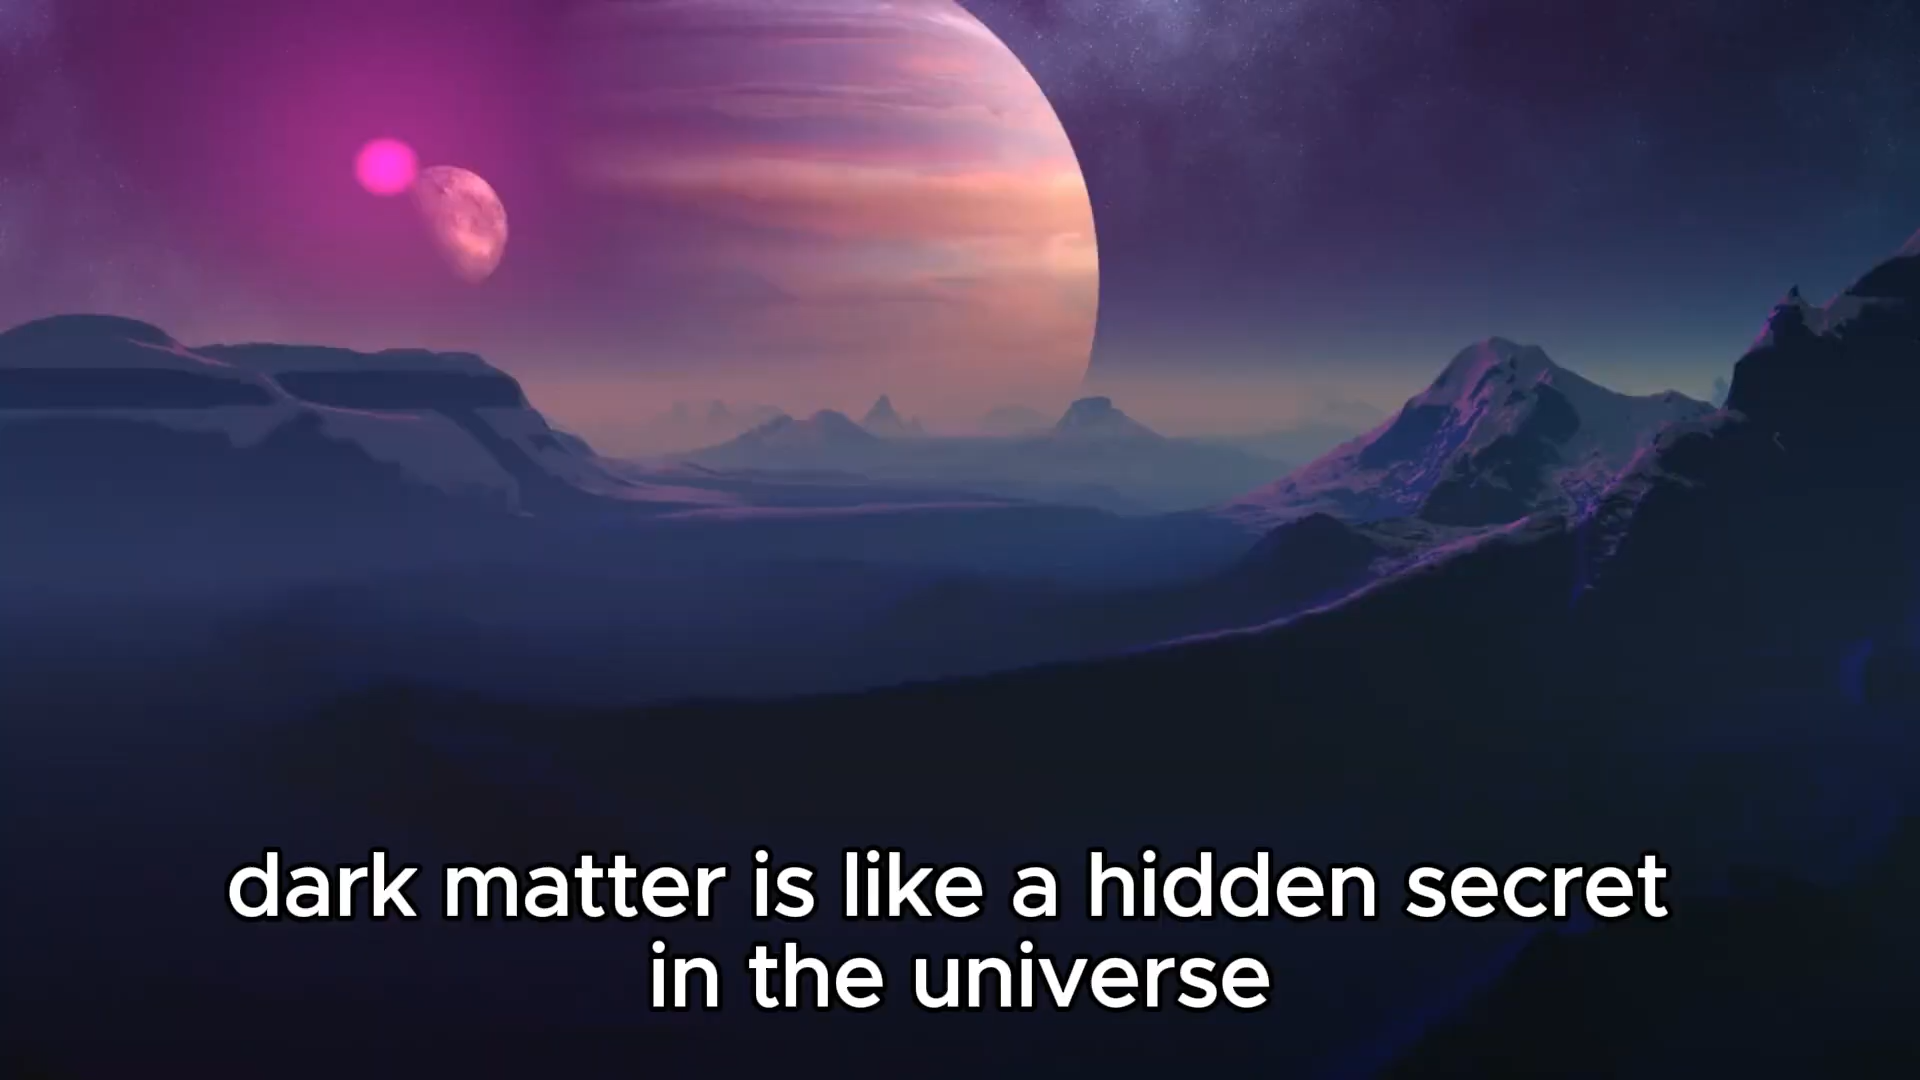 dark matter is like a hidden secret
in the universe